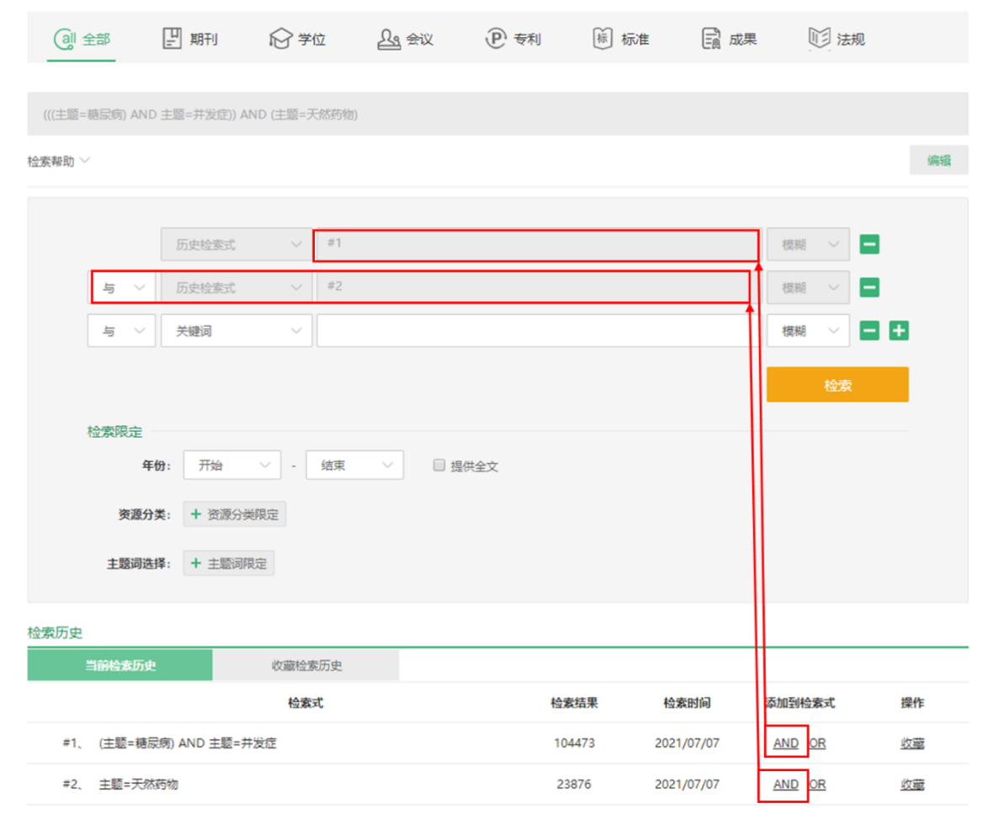 all 全部 期刊 学位 会议 P 专利 标 标准 成果 法规
(((主题=糖尿病) AND 主题=并发症)) AND (主题=天然药物)
检索帮助 编辑
历史检索式 #1 模糊
与 历史检索式 #2 模糊
与 关键词 模糊
检索
检索限定
年份: 开始 - 结束 提供全文
资源分类: + 资源分类限定
主题词选择: + 主题词限定
检索历史
当前检索历史 收藏检索历史
检索式 检索结果 检索时间 添加到检索式 操作
#1、 (主题=糖尿病) AND 主题=并发症 104473 2021/07/07 AND OR 收藏
#2、 主题=天然药物 23876 2021/07/07 AND OR 收藏